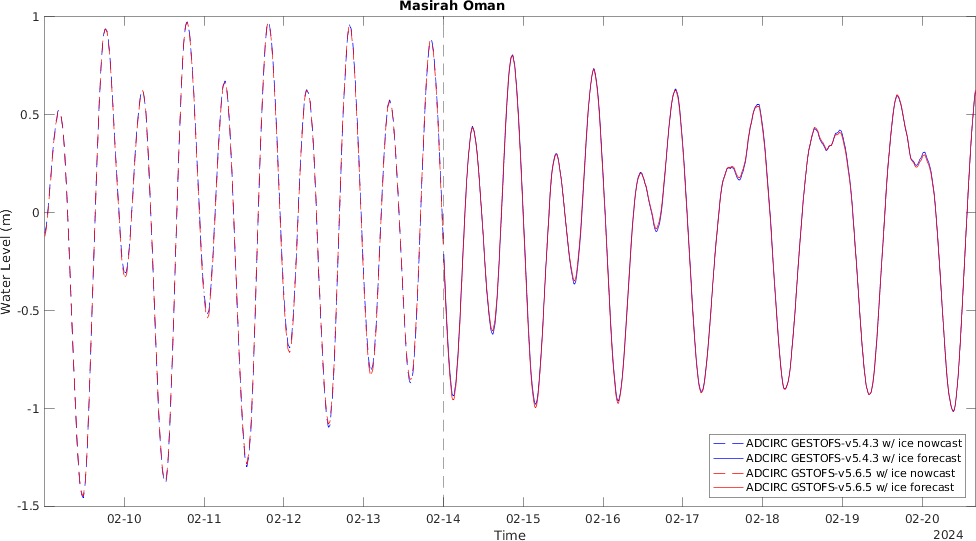 Masirah Oman
1
0.5
0
-0.5
-1
-1.5
Water Level (m)
ADCIRC GESTOFS-v5.4.3 w/ ice nowcast
ADCIRC GESTOFS-v5.4.3 w/ ice forecast
ADCIRC GSTOFS-v5.6.5 w/ ice nowcast
ADCIRC GSTOFS-v5.6.5 w/ ice forecast
02-10 02-11 02-12 02-13 02-14 02-15 02-16 02-17 02-18 02-19 02-20
Time 2024